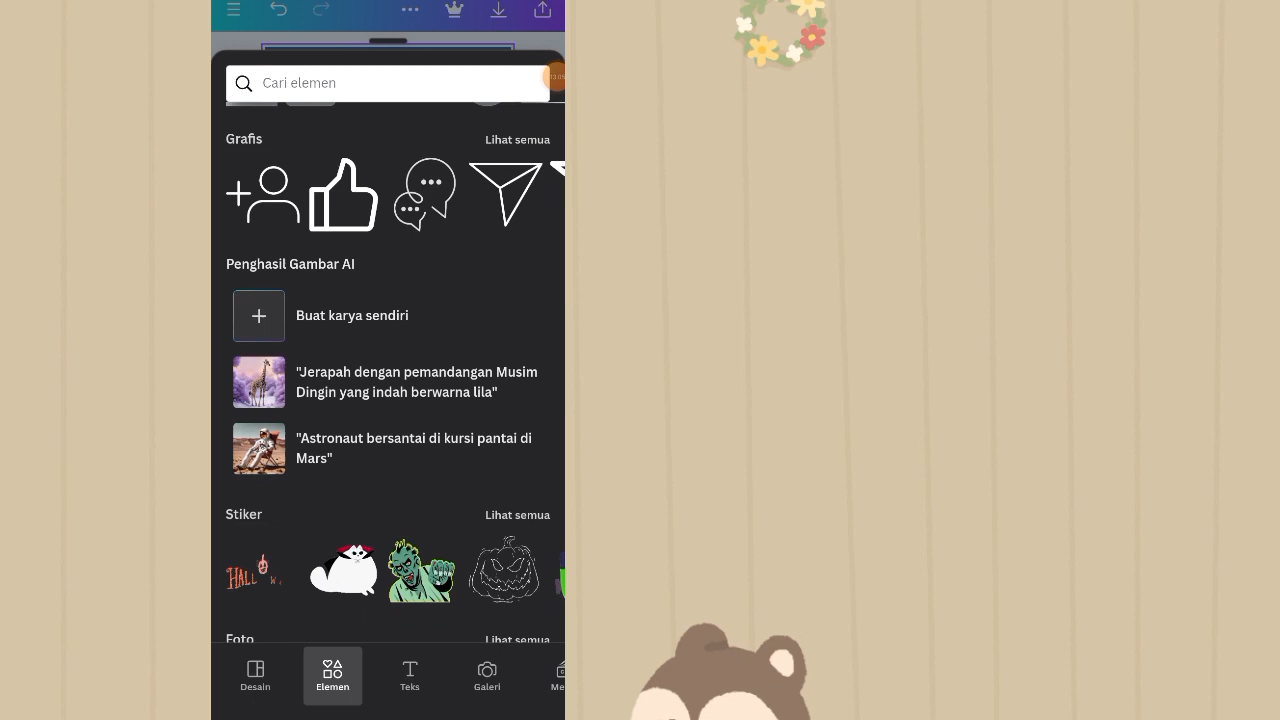 Cari elemen
Grafis
Lihat semua
Penghasil Gambar AI
Buat karya sendiri
"Jerapah dengan pemandangan Musim
Dingin yang indah berwarna lila"
"Astronaut bersantai di kursi pantai di
Mars"
Stiker
Lihat semua
Foto
Lihat semua
Desain
Elemen
Teks
Galeri